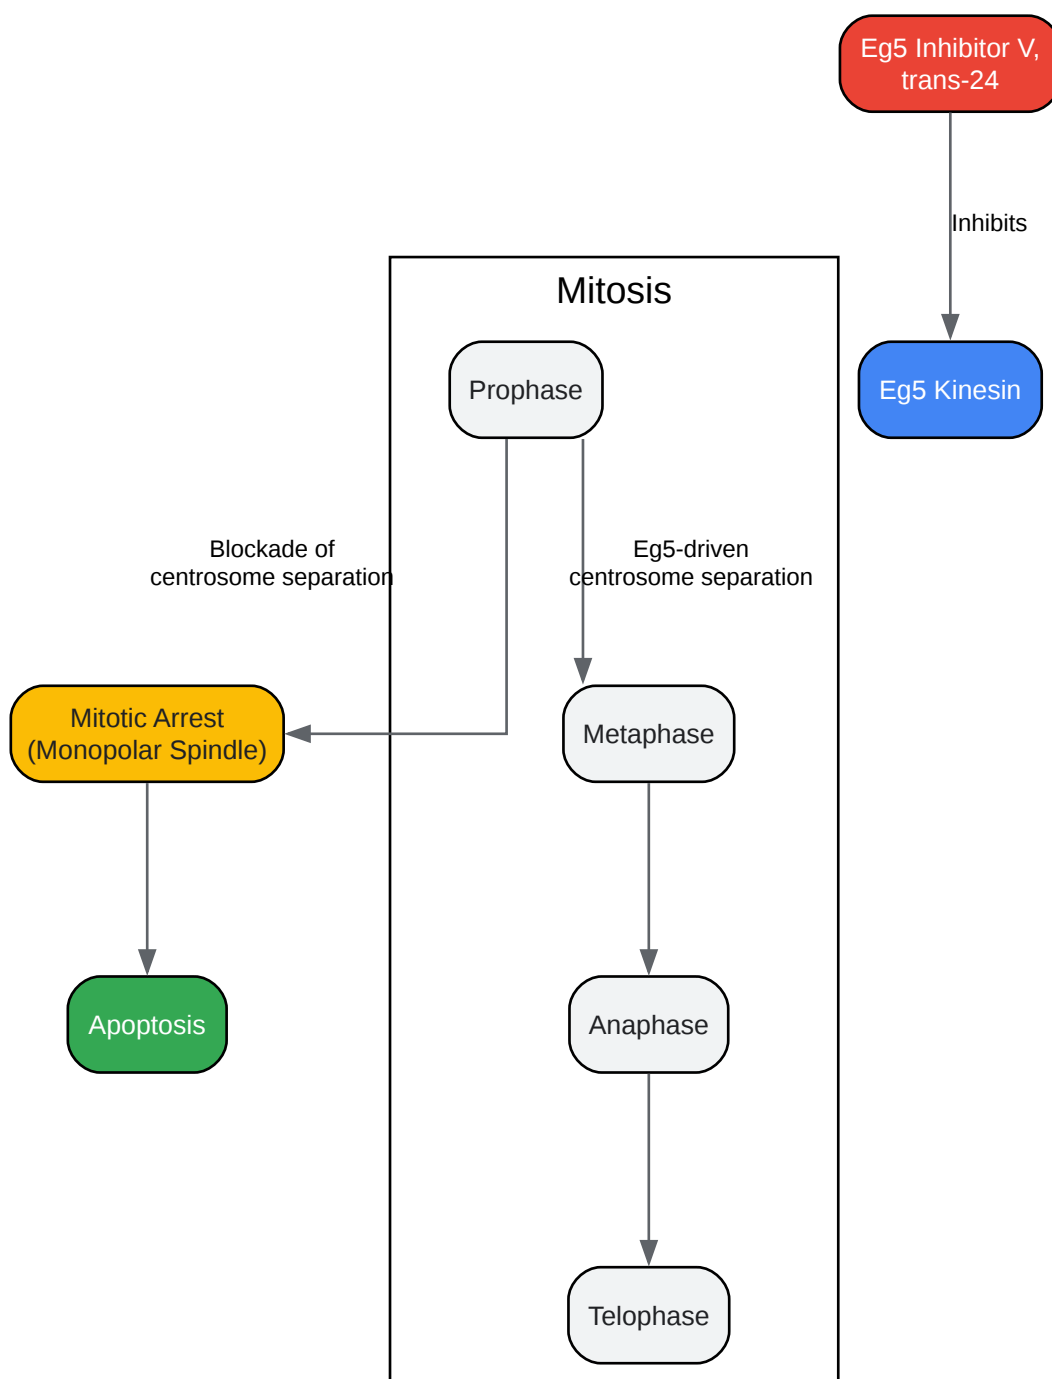 Eg5 Inhibitor V,
trans-24
Inhibits
Mitosis
Prophase
Eg5 Kinesin
Blockade of
centrosome separation
Eg5-driven
centrosome separation
Mitotic Arrest
(Monopolar Spindle)
Metaphase
Apoptosis
Anaphase
Telophase